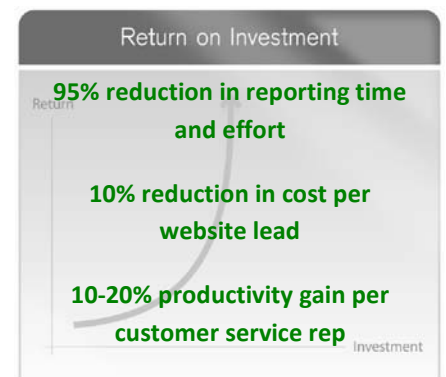 Return on Investment
95% reduction in reporting time
Return
and effort
10% reduction in cost per
website lead
10-20% productivity gain per
customer service rep
Investment